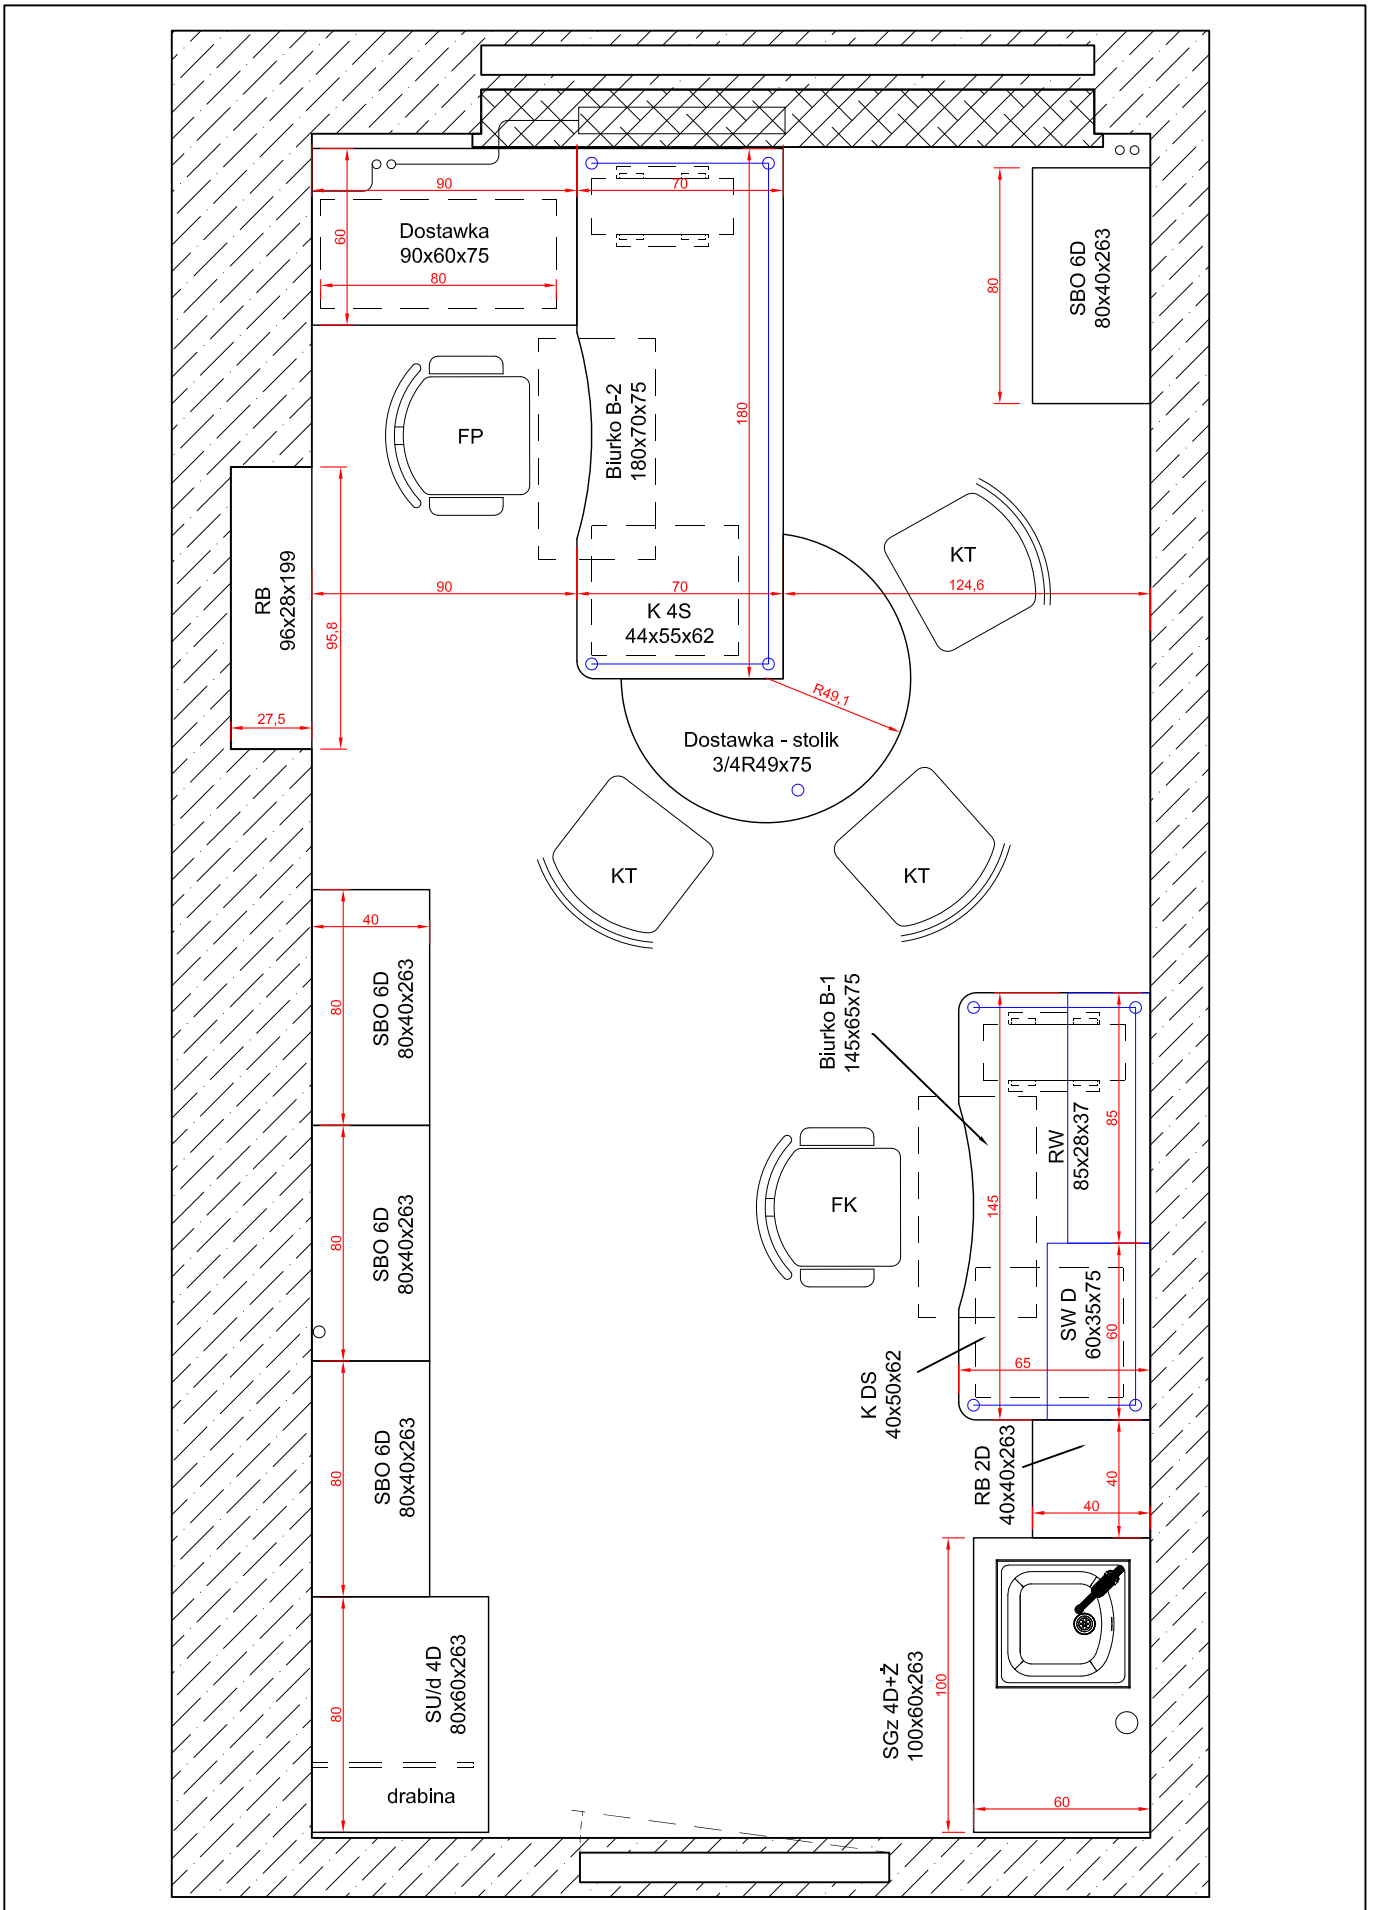 90
70
60
Dostawka
90x60x75
80
80
SBO 6D
80x40x263
Biurko B-2
180x70x75
180
FP
KT
RB
96x28x199
95,8
90
70
124,6
K 4S
44x55x62
27,5
R49,1
Dostawka - stolik
3/4R49x75
KT
KT
40
80
SBO 6D
80x40x263
Biurko B-1
145x65x75
85
RW
85x28x37
145
FK
80
SBO 6D
80x40x263
SW D
60x35x75
60
65
K DS
40x50x62
80
SBO 6D
80x40x263
RB 2D
40x40x263
40
40
80
SU/d 4D
80x60x263
drabina
SGz 4D+Ż
100x60x263
100
60